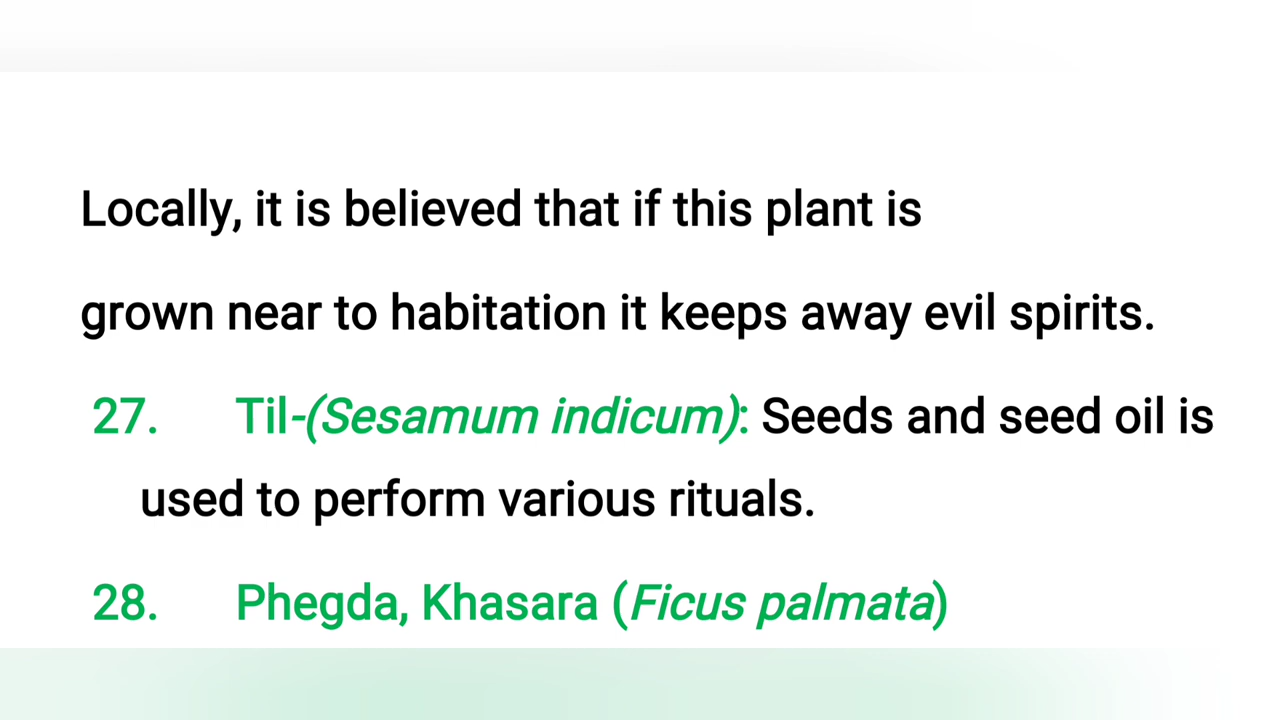 Locally, it is believed that if this plant is
grown near to habitation it keeps away evil spirits.
27. Til-(Sesamum indicum): Seeds and seed oil is
used to perform various rituals.
28. Phegda, Khasara (Ficus palmata)